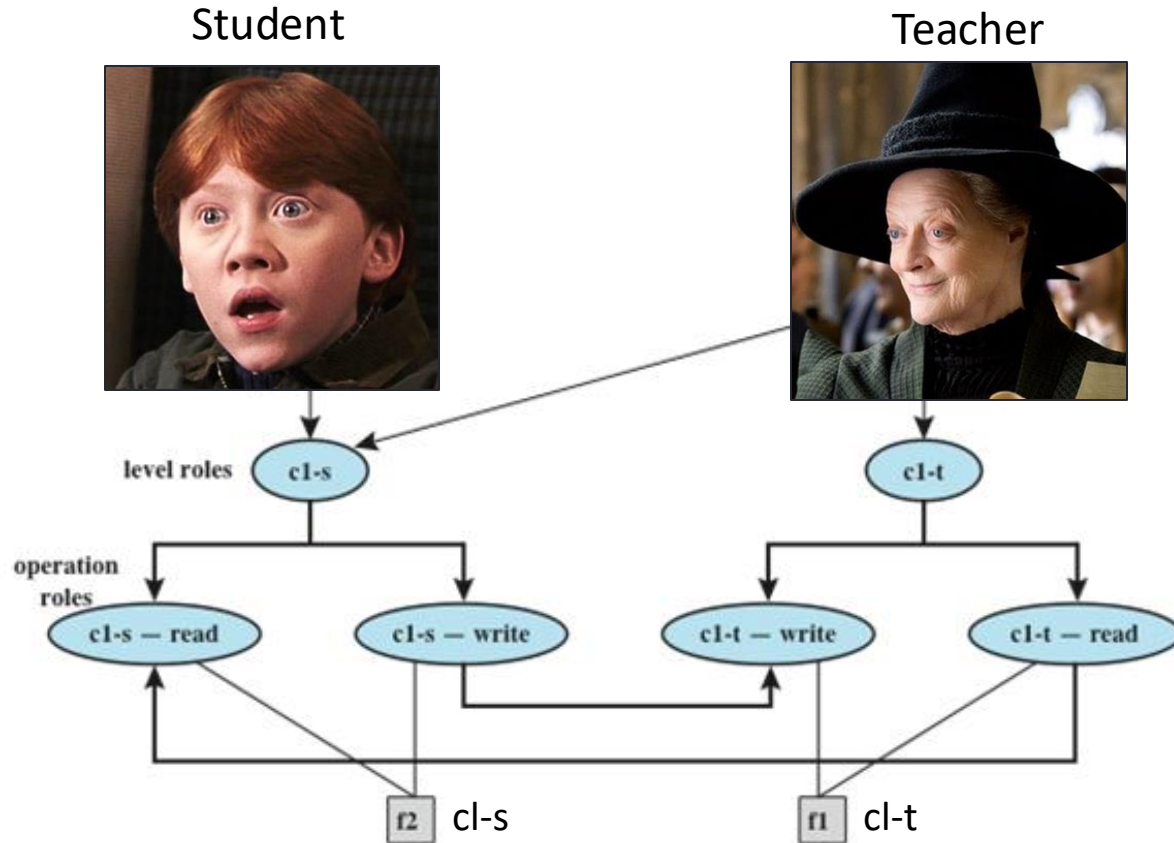 Student
Teacher
level roles
c1-s
c1-t
operation
roles
c1-s — read
c1-s — write
c1-t — write
c1-t — read
f2
cl-s
f1
cl-t